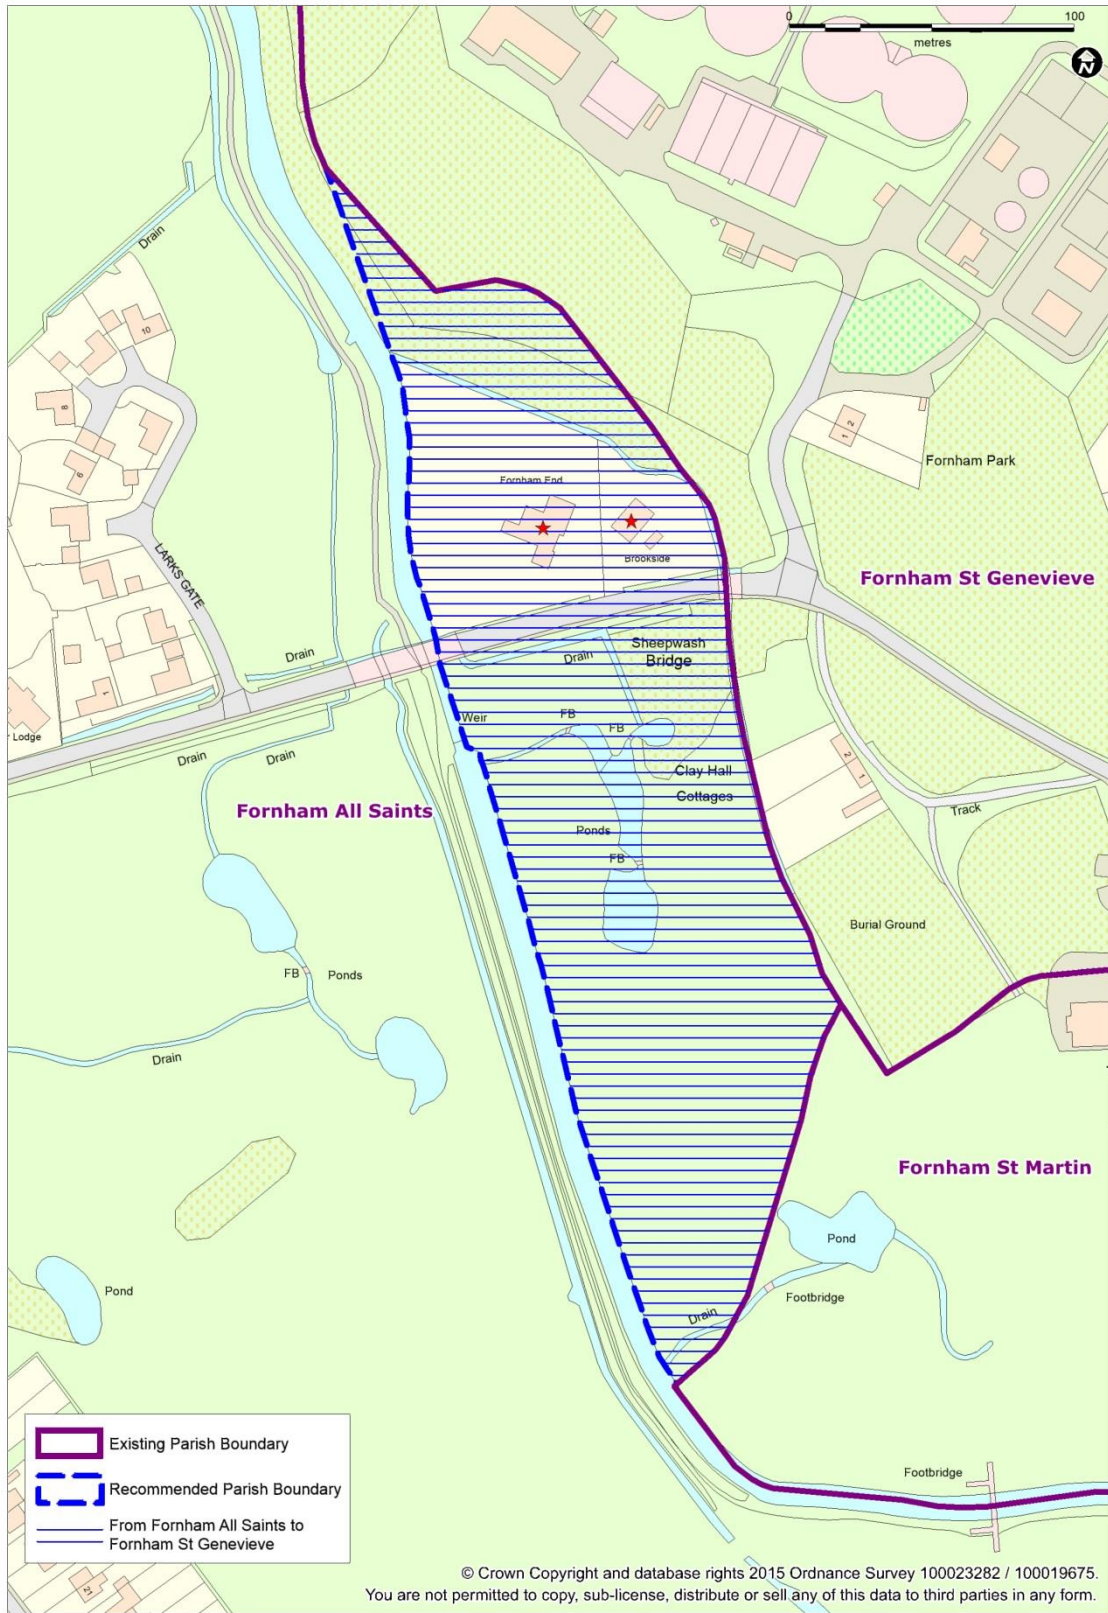 0
100
metres
N
Drain
10
8
6
2
1
Fornham Park
Fornham End
Brookside
LARKS GATE
Fornham St Genevieve
Drain
Sheepwash
Bridge
Drain
1
Lodge
Weir
FB
FB
Drain
Drain
Clay Hall
Cottages
2
1
Track
Fornham All Saints
Ponds
FB
Burial Ground
FB
Ponds
Drain
Fornham St Martin
Pond
Pond
Footbridge
Drain
Existing Parish Boundary
Recommended Parish Boundary
From Fornham All Saints to
Fornham St Genevieve
Footbridge
21
© Crown Copyright and database rights 2015 Ordnance Survey 100023282 / 100019675.
You are not permitted to copy, sub-license, distribute or sell any of this data to third parties in any form.